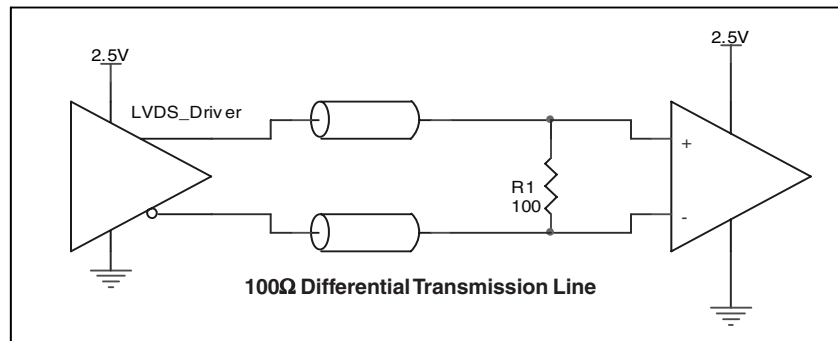 2.5V
2.5V
LVDS_Driver
+
R1
100
-
100Ω Differential Transmission Line